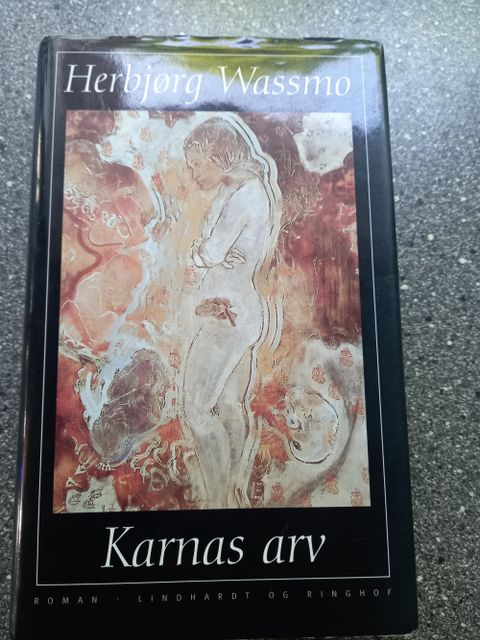 Herbjørg Wassmo
Karnas arv
ROMAN · LINDHARDT OG RINGHOF